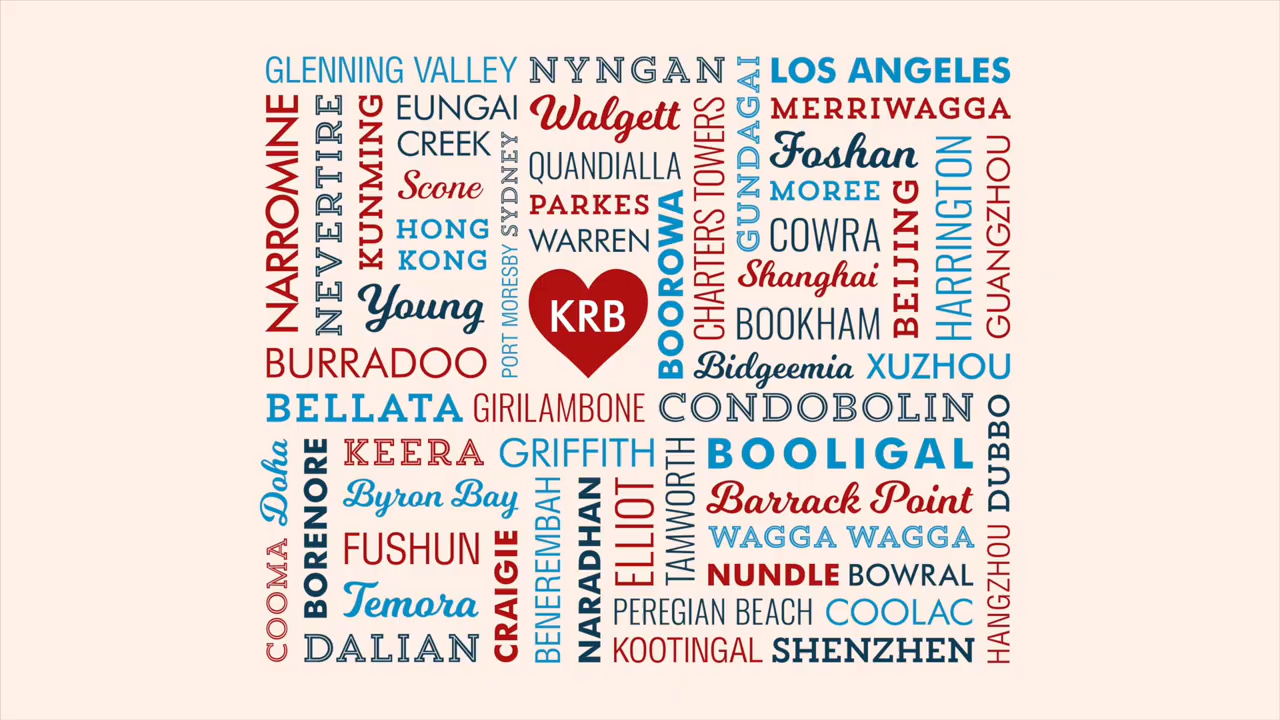 GLENNING VALLEY
NYNGAN
GUNDAGAI
LOS ANGELES
NARROMINE
NEVERTIRE
KUNMING
EUNGAI
CREEK
SYDNEY
Walgett
CHARTERS TOWERS
MERRIWAGGA
Foshan
HARRINGTON
GUANGZHOU
Scone
QUANDIALLA
MOREE
BEIJING
HONG
KONG
PARKES
BOOROWA
COWRA
WARREN
PORT MORESBY
Shanghai
Young
KRB
BOOKHAM
BURRADOO
Bidgeemia
XUZHOU
BELLATA
GIRILAMBONE
CONDOBOLIN
DUBBO
Doha
BORENORE
KEERA
GRIFFITH
TAMWORTH
BOOLIGAL
Byron Bay
BENEREMBAH
NARADHAN
ELLIOT
Barrack Point
WAGGA WAGGA
HANGZHOU
COOMA
FUSHUN
CRAIGIE
NUNDLE
BOWRAL
Temora
PEREGIAN BEACH
COOLAC
DALIAN
KOOTINGAL
SHENZHEN